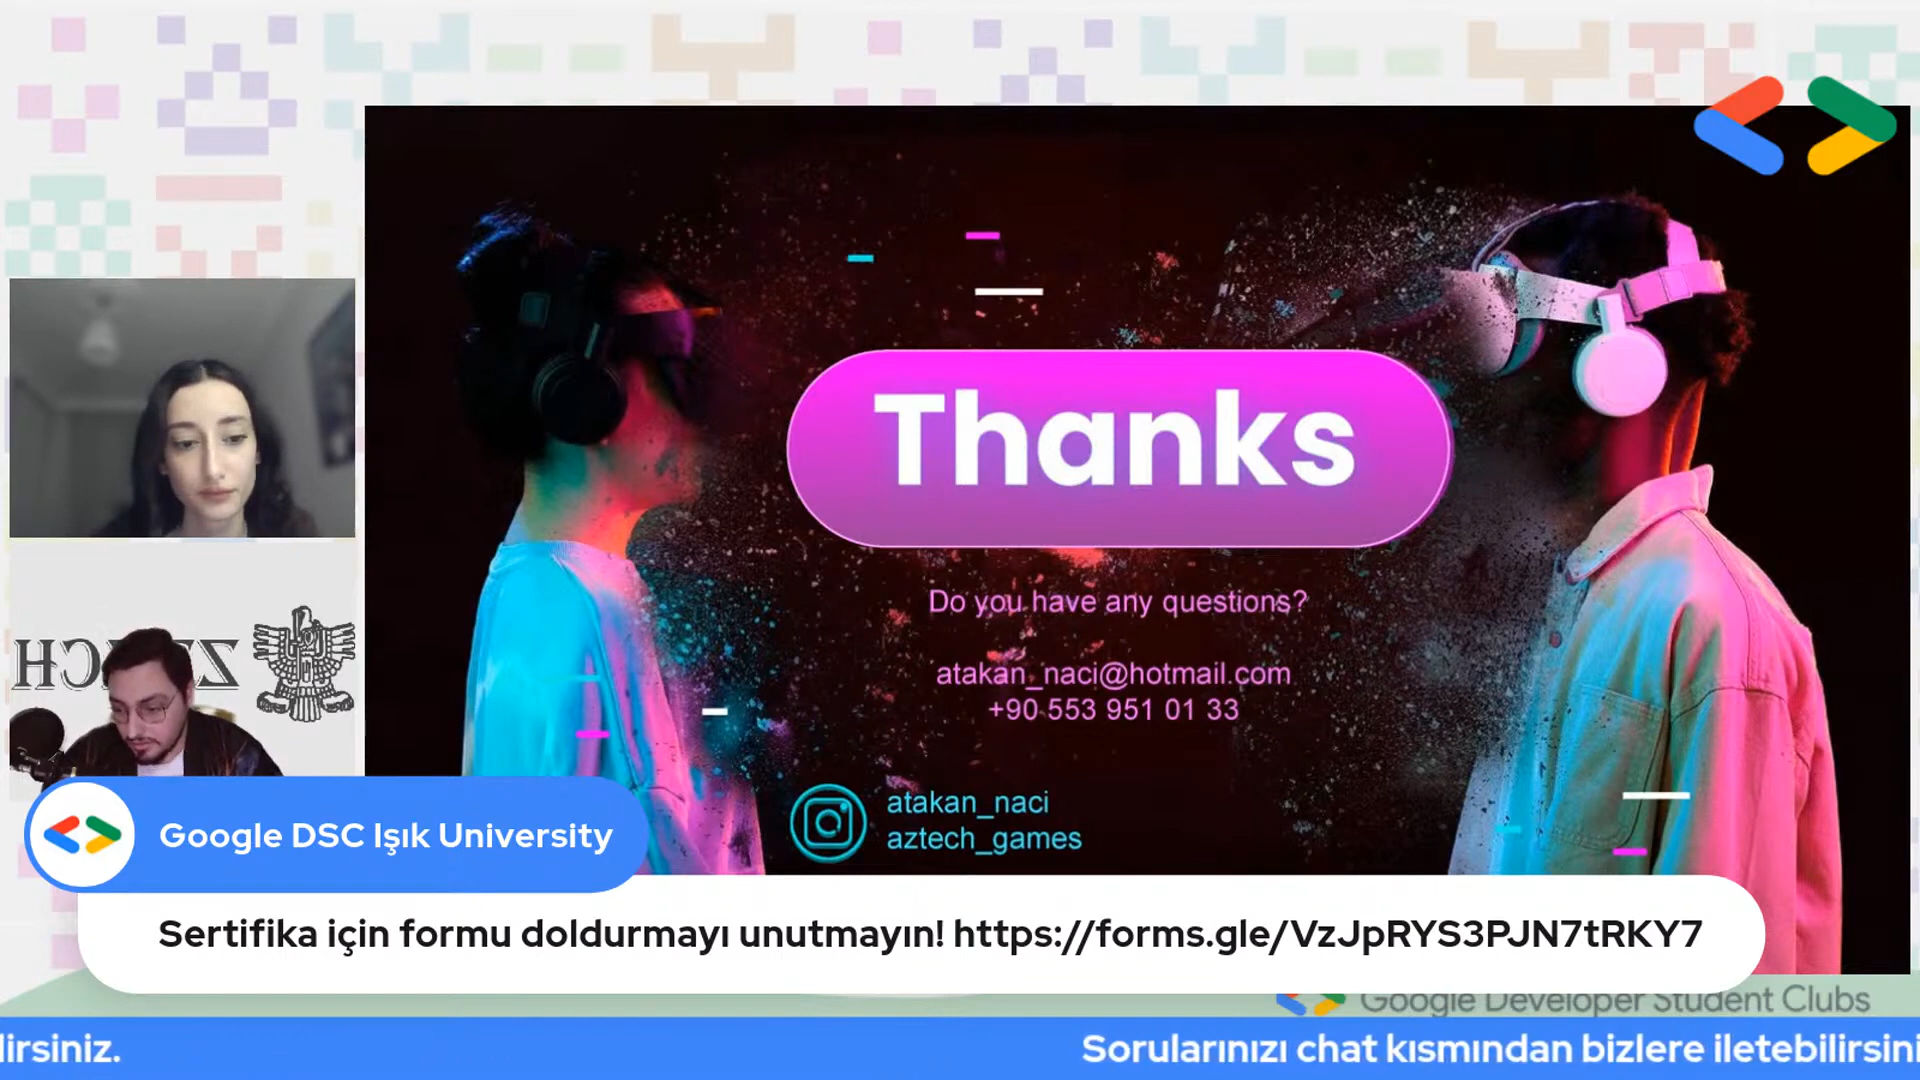 Thanks
Do you have any questions?
atakan_naci@hotmail.com
+90 553 951 01 33
atakan_naci
aztech_games
Google DSC Işık University
Sertifika için formu doldurmayı unutmayın! https://forms.gle/VzJpRYS3PJN7tRKY7
Google Developer Student Clubs
lirsiniz.
Sorularınızı chat kısmından bizlere iletebilirsini